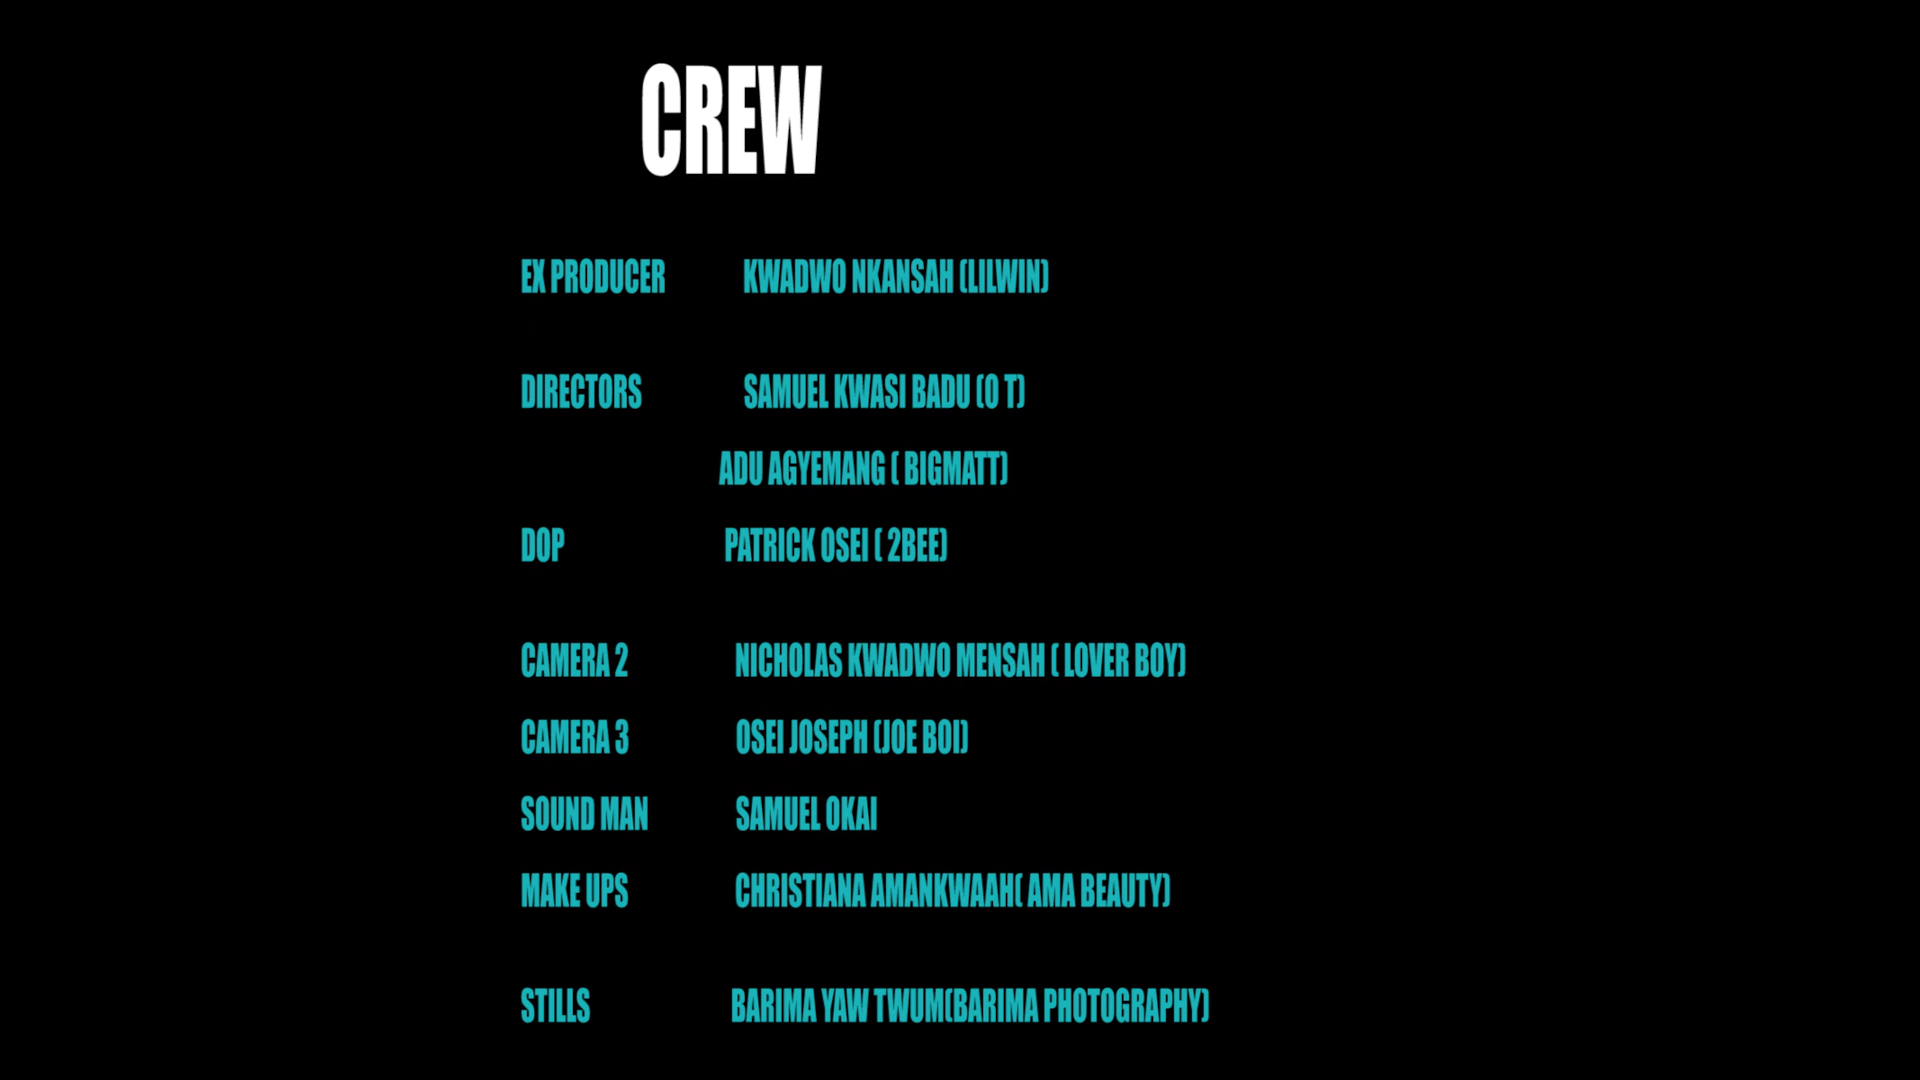 CREW
EX PRODUCER KWADWO NKANSAH (LILWIN)
DIRECTORS SAMUEL KWASI BADU (O T)
ADU AGYEMANG ( BIGMATT)
DOP PATRICK OSEI ( 2BEE)
CAMERA 2 NICHOLAS KWADWO MENSAH ( LOVER BOY)
CAMERA 3 OSEI JOSEPH (JOE BOI)
SOUND MAN SAMUEL OKAI
MAKE UPS CHRISTIANA AMANKWAAH( AMA BEAUTY)
STILLS BARIMA YAW TWUM(BARIMA PHOTOGRAPHY)